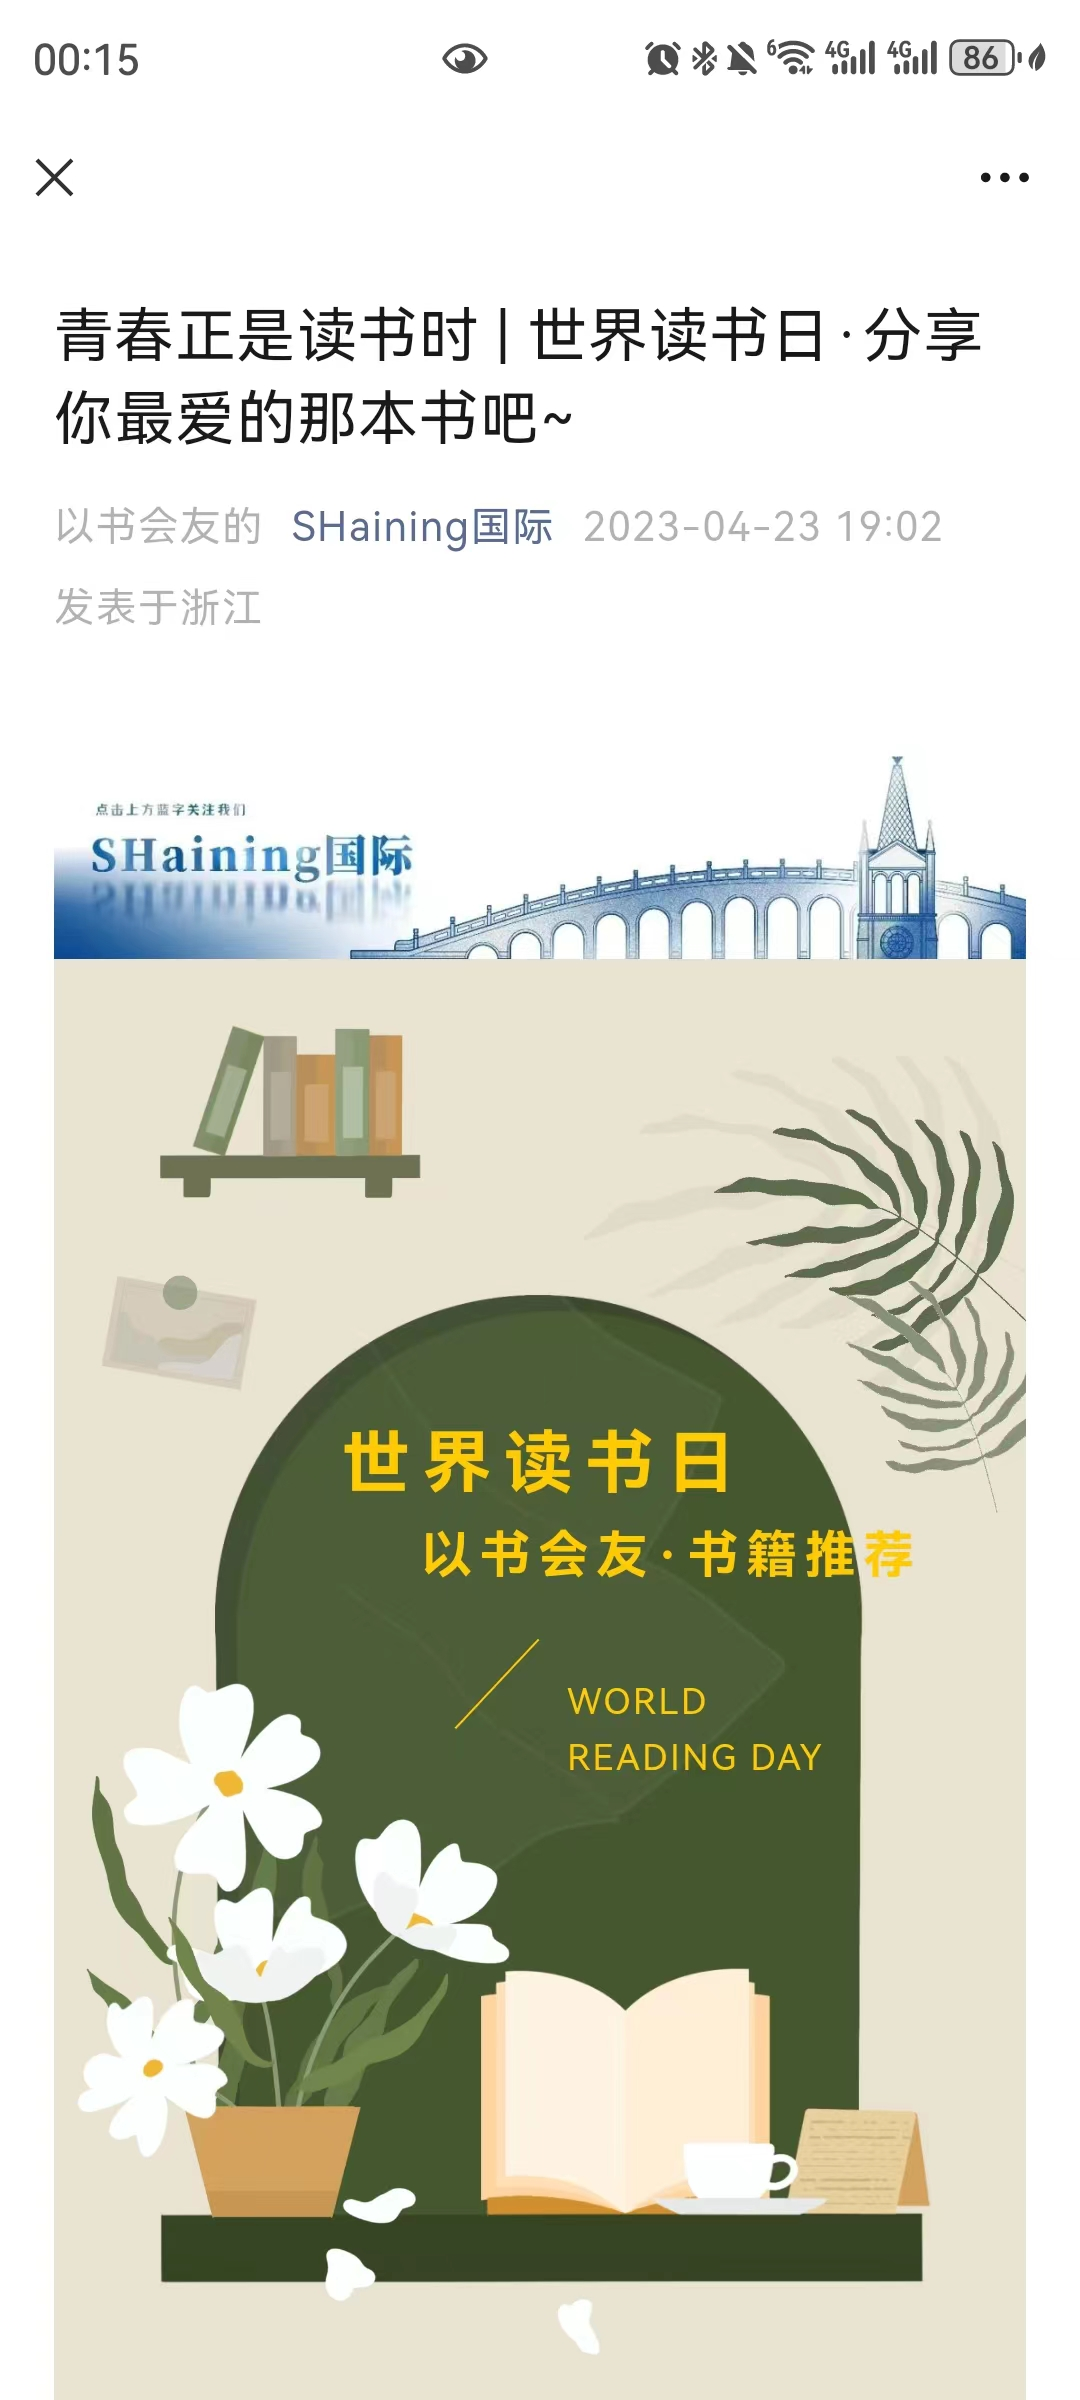 00:15
6 4G 4G 86
青春正是读书时 | 世界读书日·分享
你最爱的那本书吧~
以书会友的 SHaining国际 2023-04-23 19:02
发表于浙江
点击上方蓝字关注我们
SHaining国际
世界读书日
以书会友·书籍推荐
WORLD
READING DAY